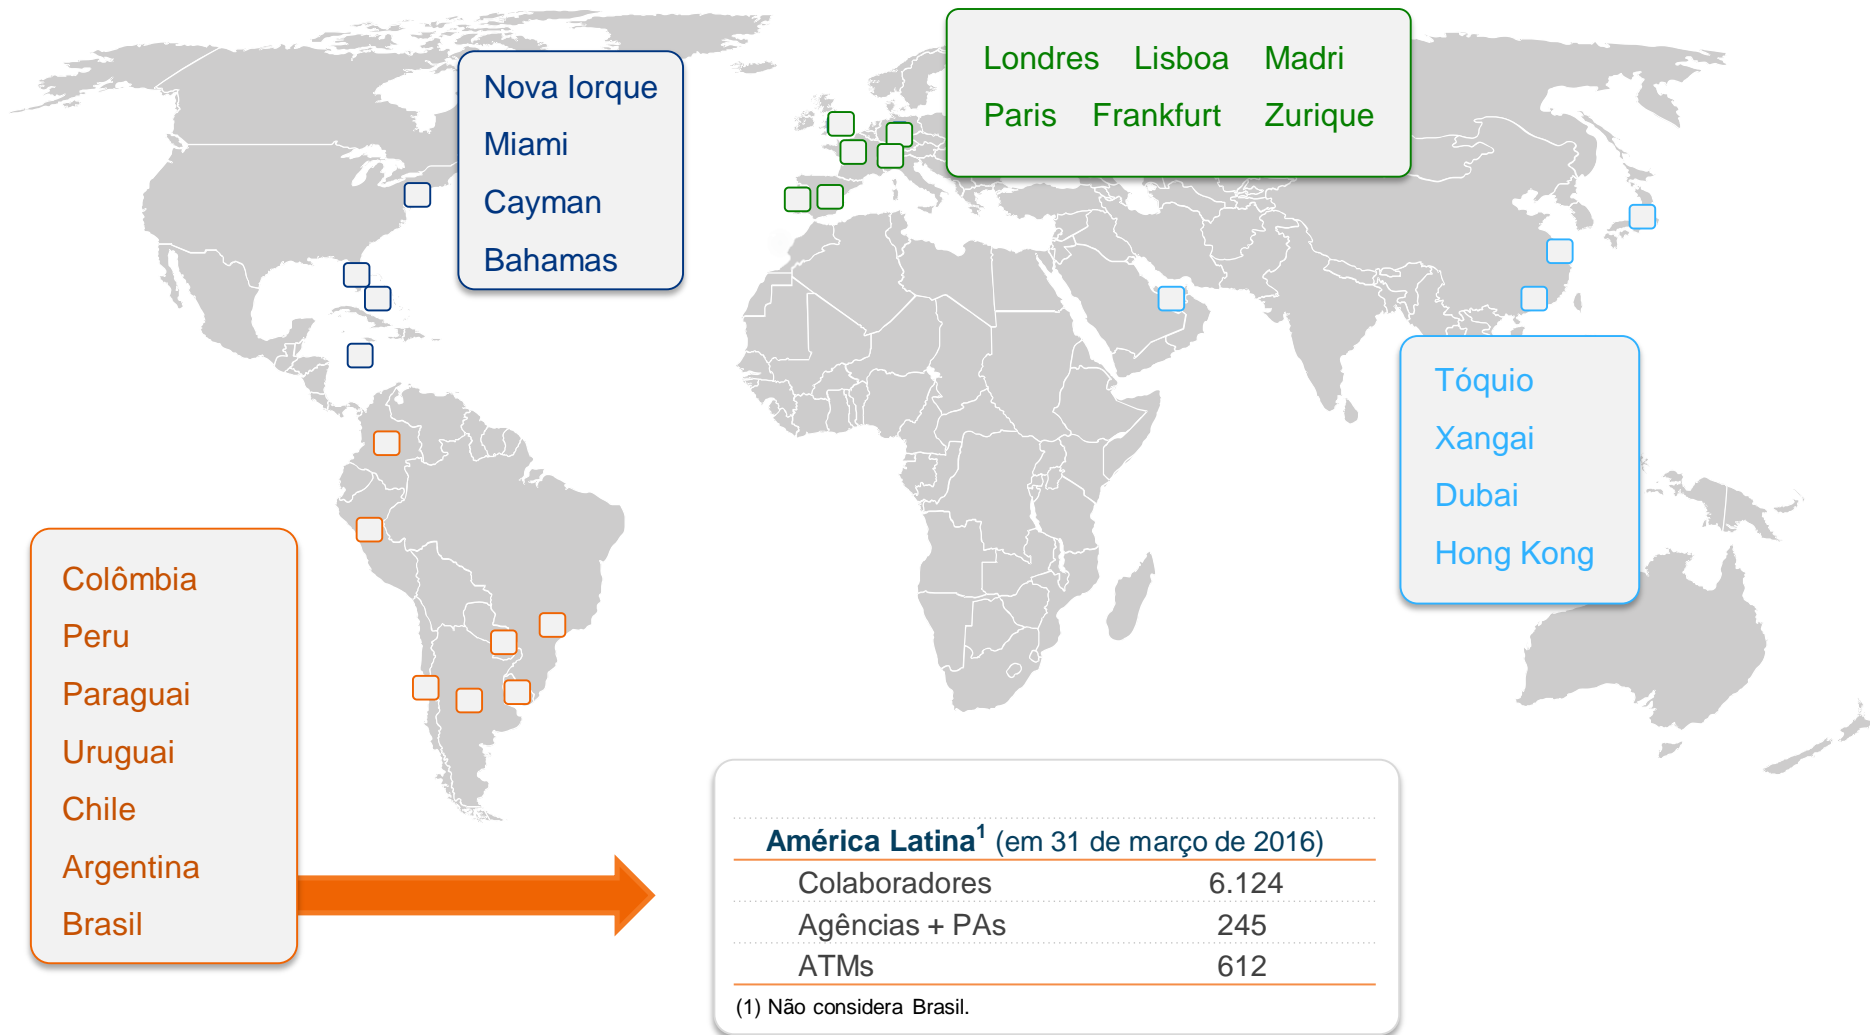 Nova Iorque
Miami
Cayman
Bahamas
Londres Lisboa Madri
Paris Frankfurt Zurique
Tóquio
Xangai
Dubai
Hong Kong
Colômbia
Peru
Paraguai
Uruguai
Chile
Argentina
Brasil
América Latina¹ (em 31 de março de 2016)
Colaboradores 6.124
Agências + PAs 245
ATMs 612
(1) Não considera Brasil.